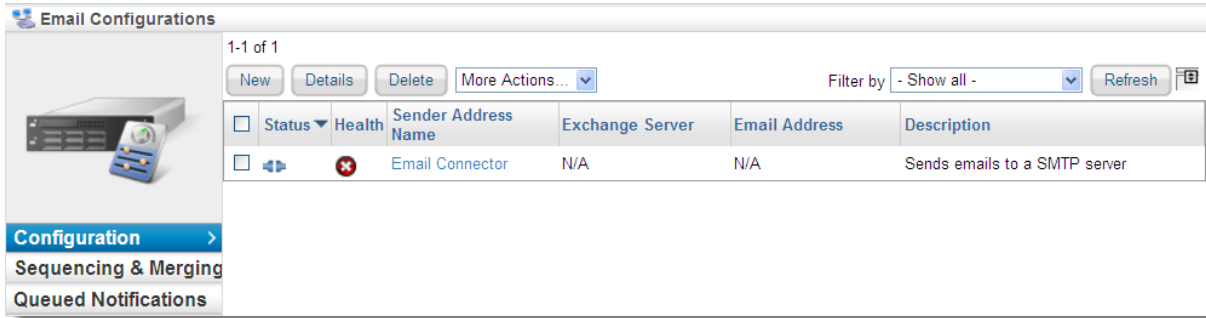 Email Configurations
1-1 of 1
New Details Delete More Actions... Filter by - Show all - Refresh
Status Health Sender Address Name Exchange Server Email Address Description
Email Connector N/A N/A Sends emails to a SMTP server
Configuration
Sequencing & Merging
Queued Notifications